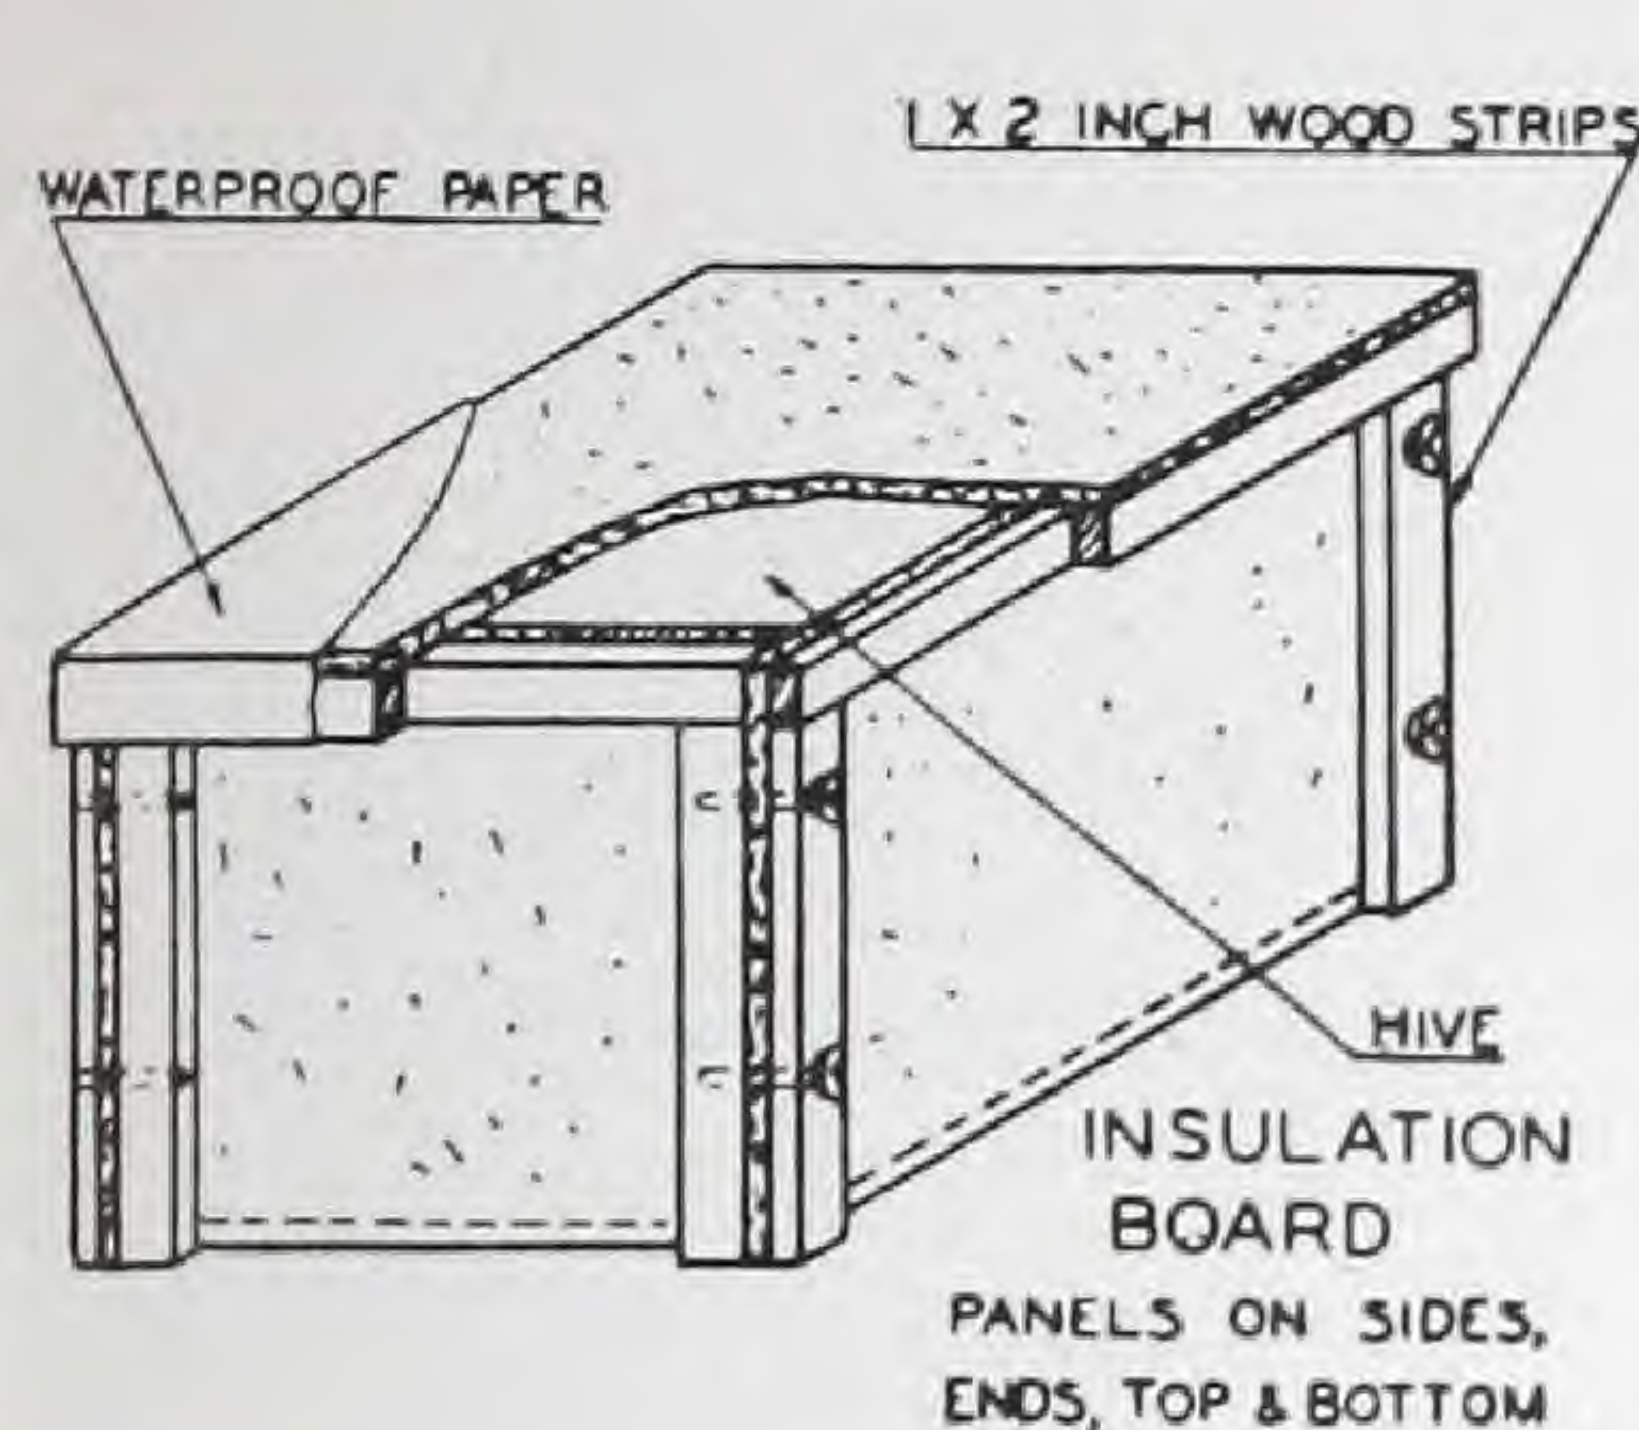 1 X 2 INCH WOOD STRIPS
WATERPROOF PAPER
HIVE
INSULATION
BOARD
PANELS ON SIDES,
ENDS, TOP & BOTTOM